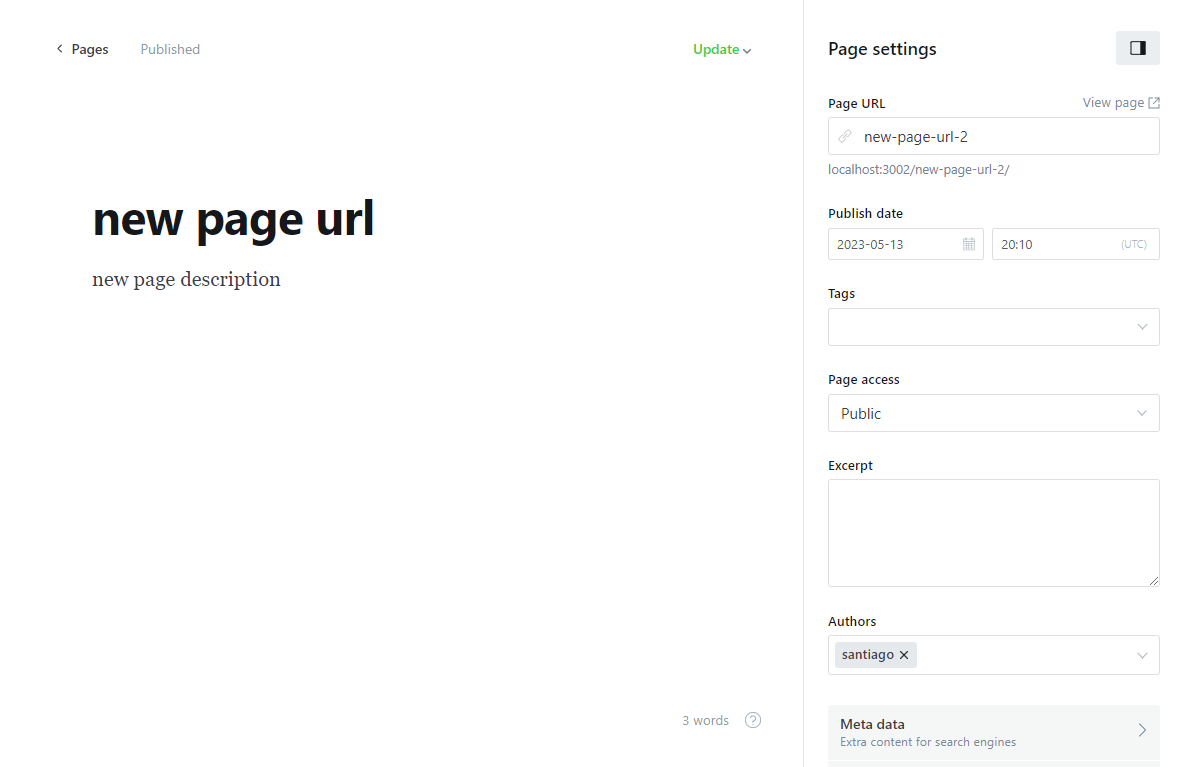 Pages
Published
Update
new page url
new page description
3 words
Page settings
Page URL
View page
new-page-url-2
localhost:3002/new-page-url-2/
Publish date
2023-05-13
20:10
(UTC)
Tags
Page access
Public
Excerpt
Authors
santiago
Meta data
Extra content for search engines